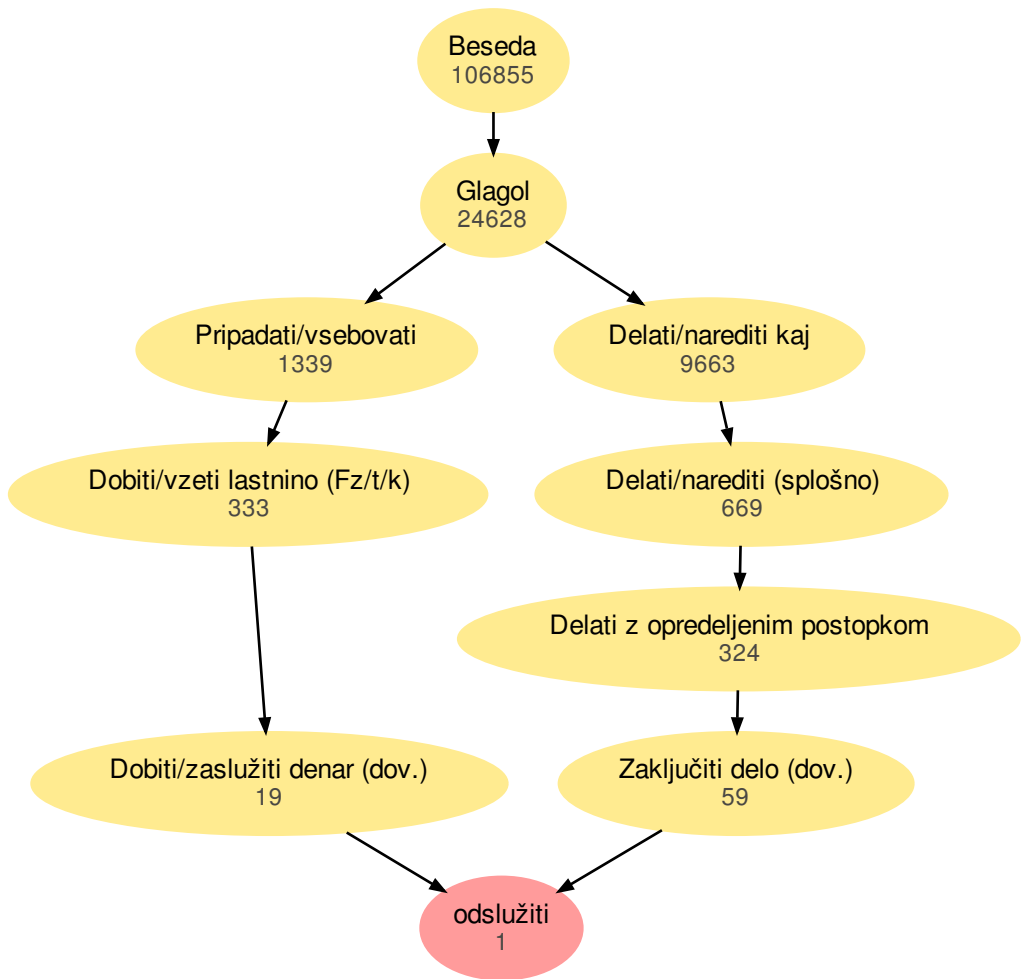 Beseda
106855
Glagol
24628
Pripadati/vsebovati
1339
Delati/narediti kaj
9663
Dobiti/vzeti lastnino (Fz/t/k)
333
Delati/narediti (splošno)
669
Delati z opredeljenim postopkom
324
Dobiti/zaslužiti denar (dov.)
19
Zaključiti delo (dov.)
59
odslužiti
1